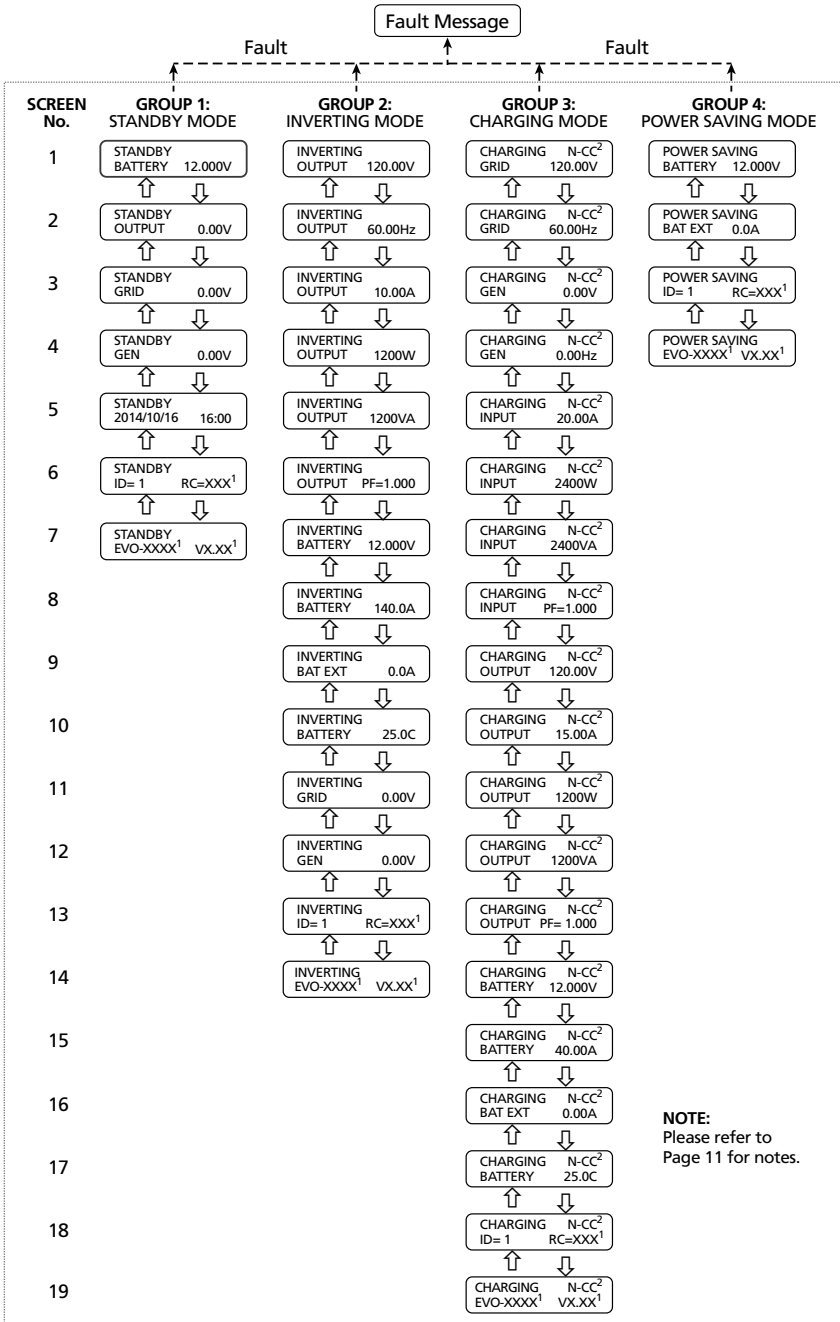 Fault Message
Fault Fault
SCREEN No.
GROUP 1: STANDBY MODE
GROUP 2: INVERTING MODE
GROUP 3: CHARGING MODE
GROUP 4: POWER SAVING MODE
1
STANDBY
BATTERY 12.000V
INVERTING
OUTPUT 120.00V
CHARGING N-CC²
GRID 120.00V
POWER SAVING
BATTERY 12.000V
2
STANDBY
OUTPUT 0.00V
INVERTING
OUTPUT 60.00Hz
CHARGING N-CC²
GRID 60.00Hz
POWER SAVING
BAT EXT 0.0A
3
STANDBY
GRID 0.00V
INVERTING
OUTPUT 10.00A
CHARGING N-CC²
GEN 0.00V
POWER SAVING
ID= 1 RC=XXX¹
4
STANDBY
GEN 0.00V
INVERTING
OUTPUT 1200W
CHARGING N-CC²
GEN 0.00Hz
POWER SAVING
EVO-XXXX¹ VX.XX¹
5
STANDBY
2014/10/16 16:00
INVERTING
OUTPUT 1200VA
CHARGING N-CC²
INPUT 20.00A
6
STANDBY
ID= 1 RC=XXX¹
INVERTING
OUTPUT PF=1.000
CHARGING N-CC²
INPUT 2400W
7
STANDBY
EVO-XXXX¹ VX.XX¹
INVERTING
BATTERY 12.000V
CHARGING N-CC²
INPUT 2400VA
8
INVERTING
BATTERY 140.0A
CHARGING N-CC²
INPUT PF=1.000
9
INVERTING
BAT EXT 0.0A
CHARGING N-CC²
OUTPUT 120.00V
10
INVERTING
BATTERY 25.0C
CHARGING N-CC²
OUTPUT 15.00A
11
INVERTING
GRID 0.00V
CHARGING N-CC²
OUTPUT 1200W
12
INVERTING
GEN 0.00V
CHARGING N-CC²
OUTPUT 1200VA
13
INVERTING
ID= 1 RC=XXX¹
CHARGING N-CC²
OUTPUT PF= 1.000
14
INVERTING
EVO-XXXX¹ VX.XX¹
CHARGING N-CC²
BATTERY 12.000V
15
CHARGING N-CC²
BATTERY 40.00A
16
CHARGING N-CC²
BAT EXT 0.00A
17
CHARGING N-CC²
BATTERY 25.0C
18
CHARGING N-CC²
ID= 1 RC=XXX¹
19
CHARGING N-CC²
EVO-XXXX¹ VX.XX¹
NOTE:
Please refer to
Page 11 for notes.